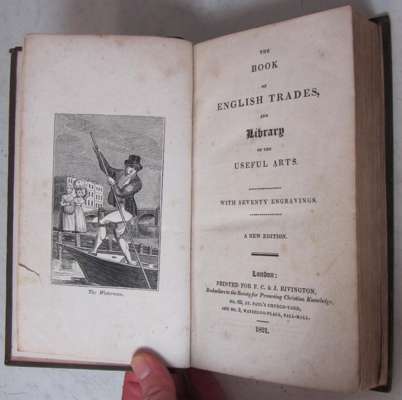 The Waterman.
THE
BOOK
OF
ENGLISH TRADES,
AND
Library
OF THE
USEFUL ARTS.
WITH SEVENTY ENGRAVINGS.
A NEW EDITION.
London:
PRINTED FOR F. C. & J. RIVINGTON,
Booksellers to the Society for Promoting Christian Knowledge,
NO. 62, ST. PAUL'S CHURCH-YARD,
AND NO. 3, WATERLOO-PLACE, PALL-MALL.
1821.